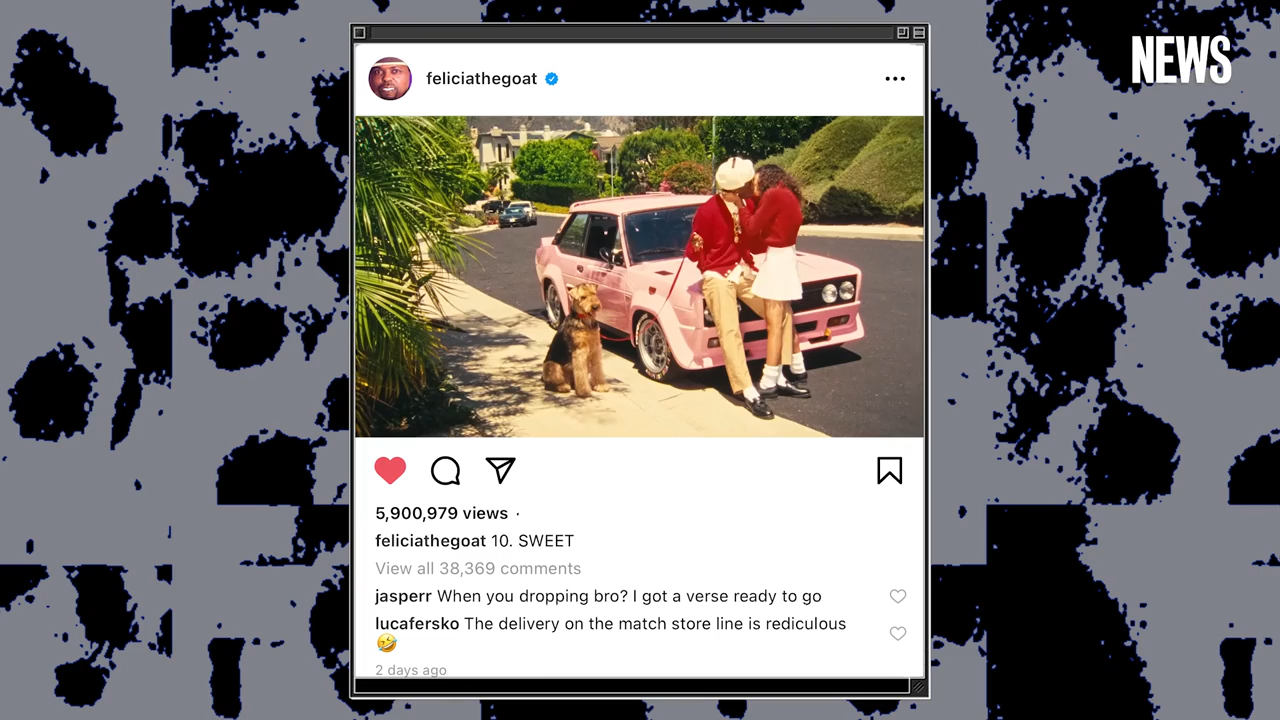 NEWS
feliciathegoat
5,900,979 views ·
feliciathegoat 10. SWEET
View all 38,369 comments
jasperr When you dropping bro? I got a verse ready to go
lucafersko The delivery on the match store line is rediculous
🤣
2 days ago